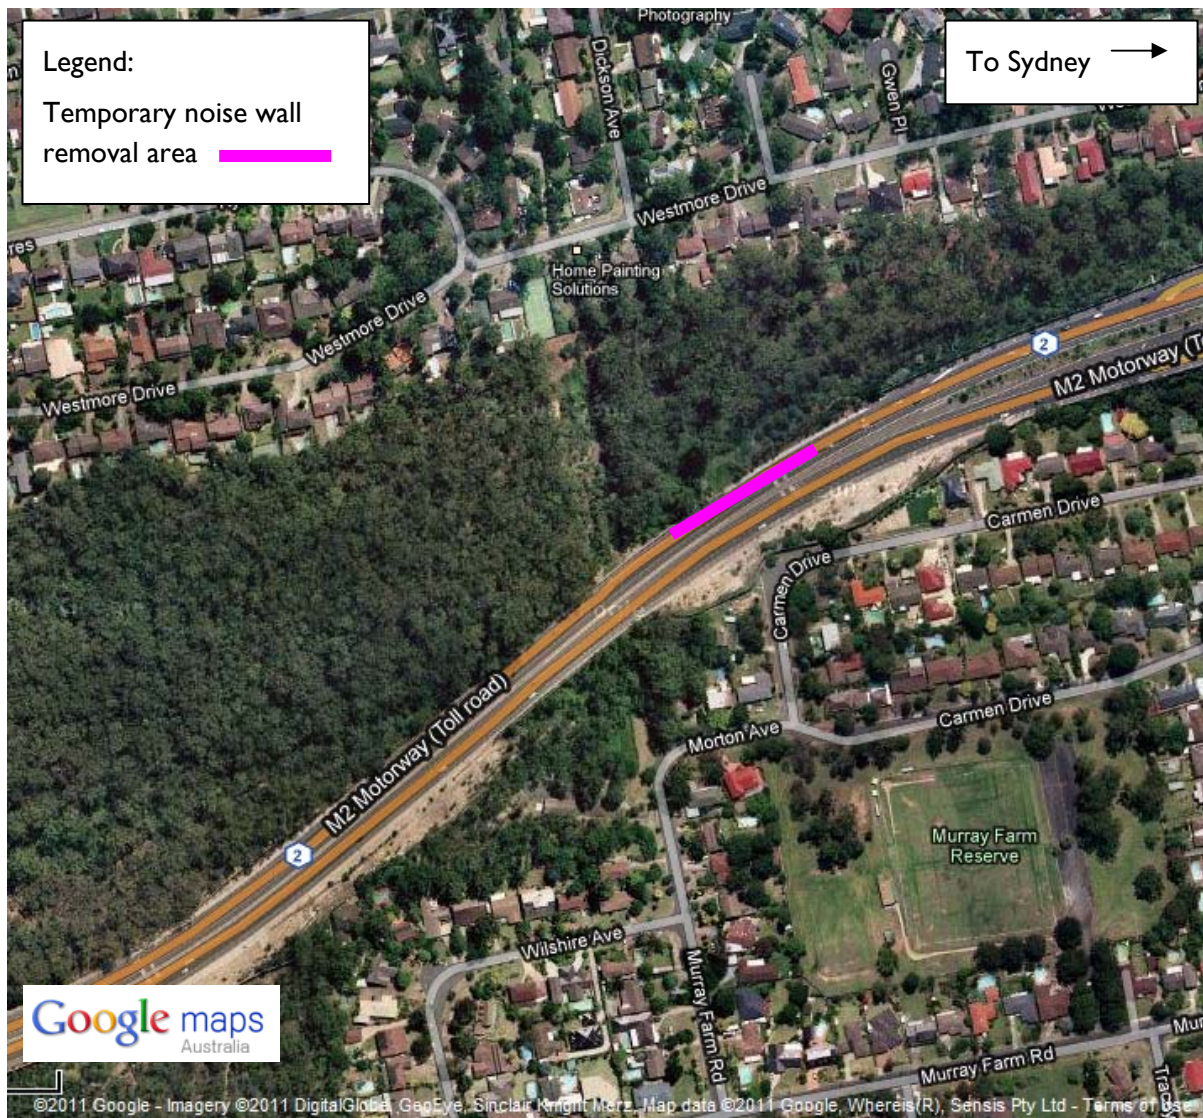 Legend:
Temporary noise wall
removal area
To Sydney
Photography
Dickson Ave
Gwen Pl
Westmore Drive
Home Painting
Solutions
Westmore Drive
Westmore Drive
2
M2 Motorway
Carmen Drive
Carmen Drive
Carmen Drive
M2 Motorway (Toll road)
2
Morton Ave
Murray Farm
Reserve
Wilshire Ave
Murray Farm Rd
Murray Farm Rd
Google maps
Australia
©2011 Google - Imagery ©2011 DigitalGlobe, GeoEye, Sinclair Knight Merz, Map data ©2011 Google, Whereis(R), Sensis Pty Ltd - Terms of Use